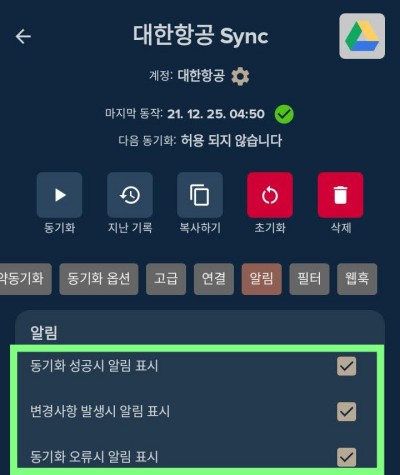 대한항공 Sync
계정: 대한항공
마지막 동작: 21. 12. 25. 04:50
다음 동기화: 허용 되지 않습니다
동기화 지난 기록 복사하기 초기화 삭제
약동기화 동기화 옵션 고급 연결 알림 필터 웹훅
알림
동기화 성공시 알림 표시
변경사항 발생시 알림 표시
동기화 오류시 알림 표시